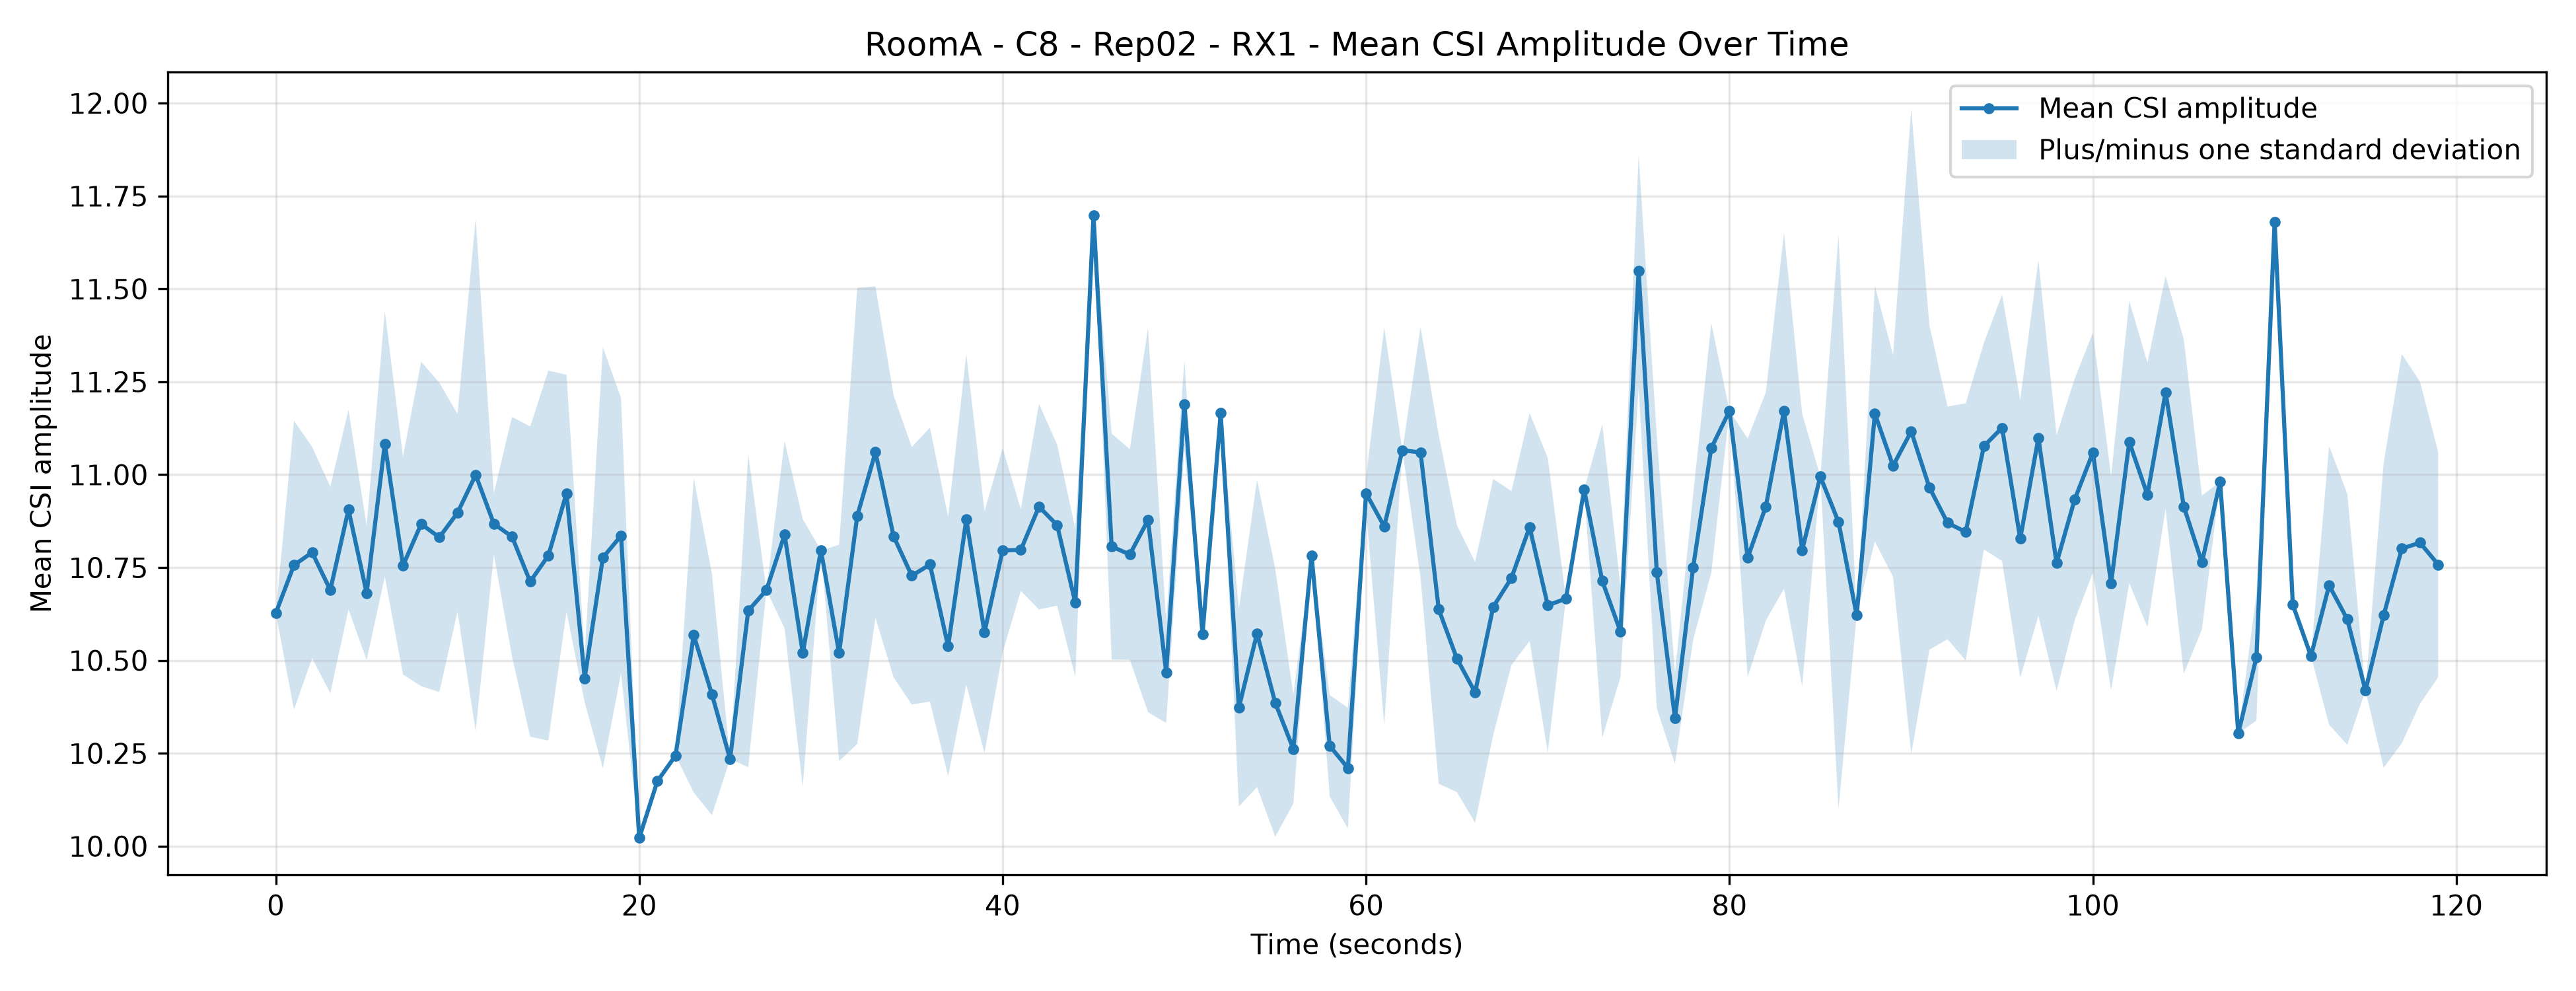 RoomA - C8 - Rep02 - RX1 - Mean CSI Amplitude Over Time
Mean CSI amplitude
Plus/minus one standard deviation
12.00
11.75
11.50
11.25
11.00
10.75
10.50
10.25
10.00
Mean CSI amplitude
0 20 40 60 80 100 120
Time (seconds)